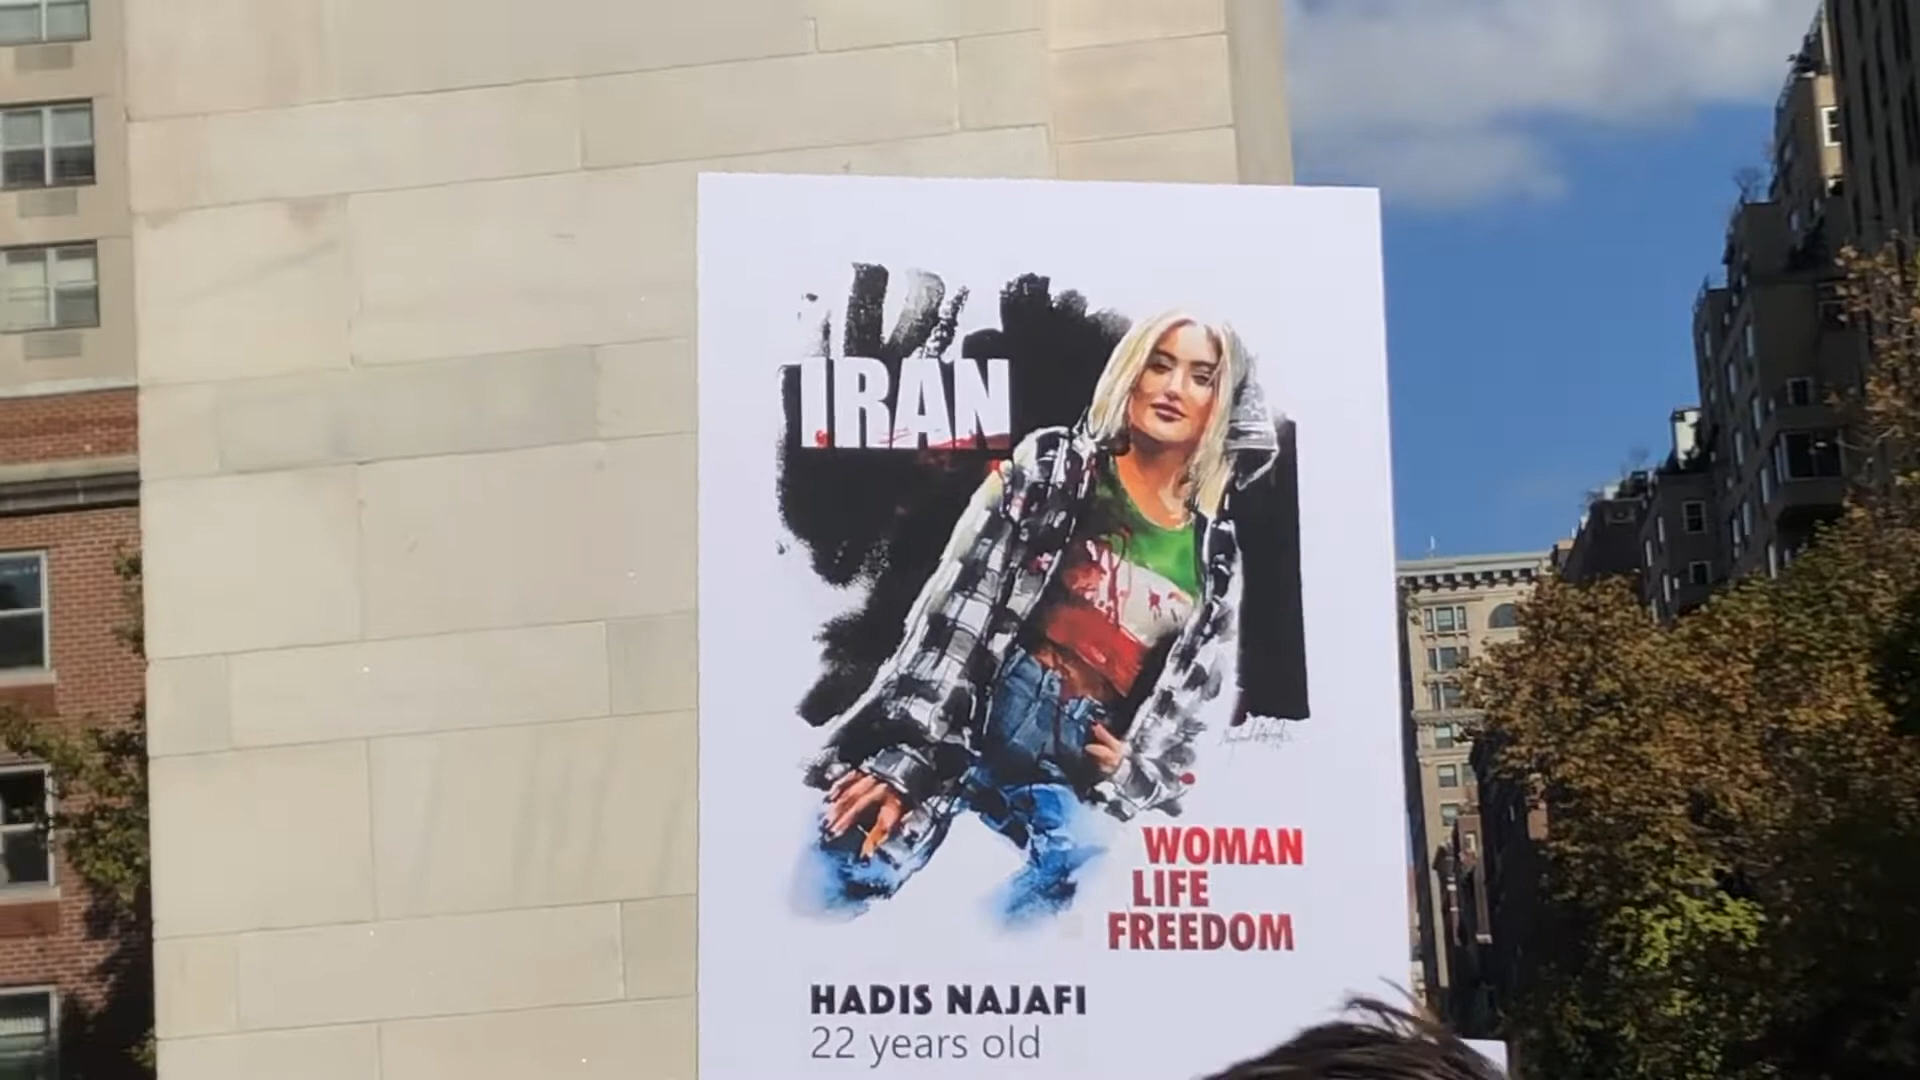 IRAN
WOMAN
LIFE
FREEDOM
HADIS NAJAFI
22 years old